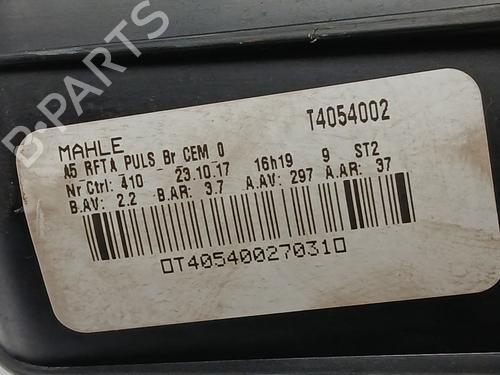 MAHLE
T4054002
A5 RFTA PULS Br CEM 0
Nr Ctrl: 410 23.10.17 16h19 9 ST2
B.AV: 2.2 B.AR: 3.7 A.AV: 297 A.AR: 37
T40540027031
B-PARTS